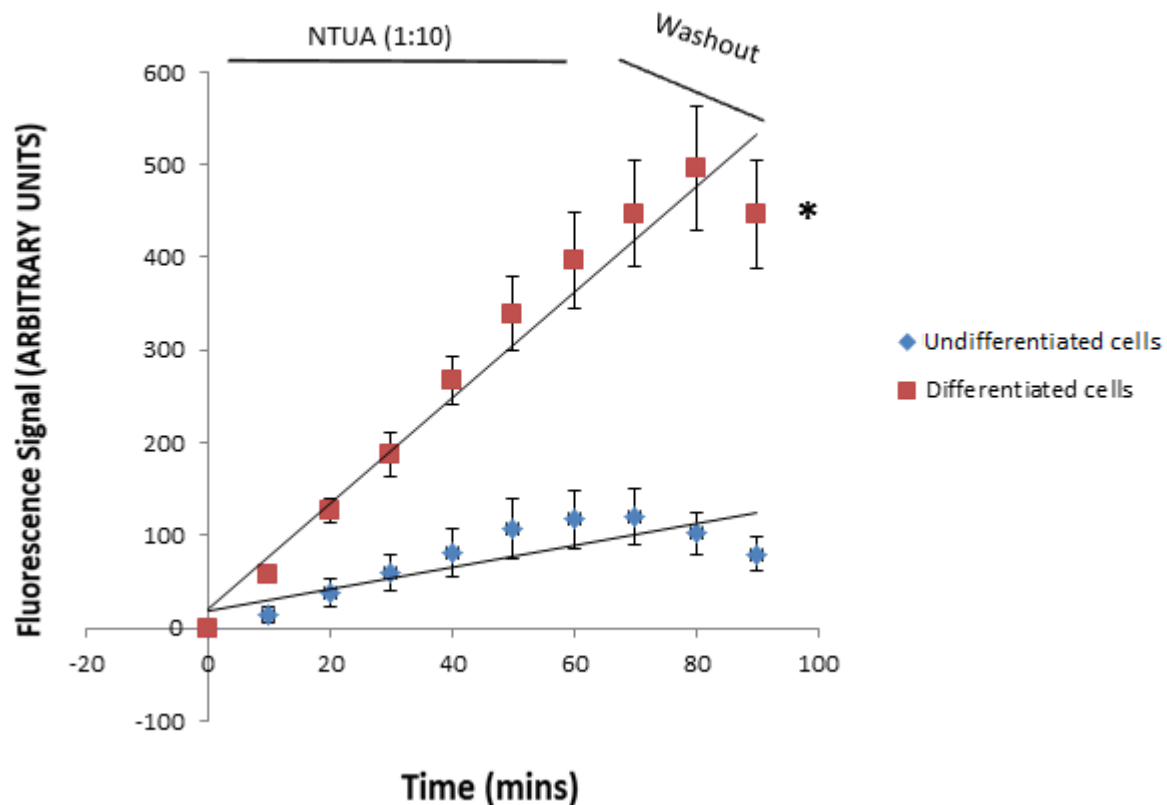 NTUA (1:10)
Washout
600
500
400
300
200
100
0
-100
-20
0
20
40
60
80
100
Fluorescence Signal (ARBITRARY UNITS)
Time (mins)
*
Undifferentiated cells
Differentiated cells